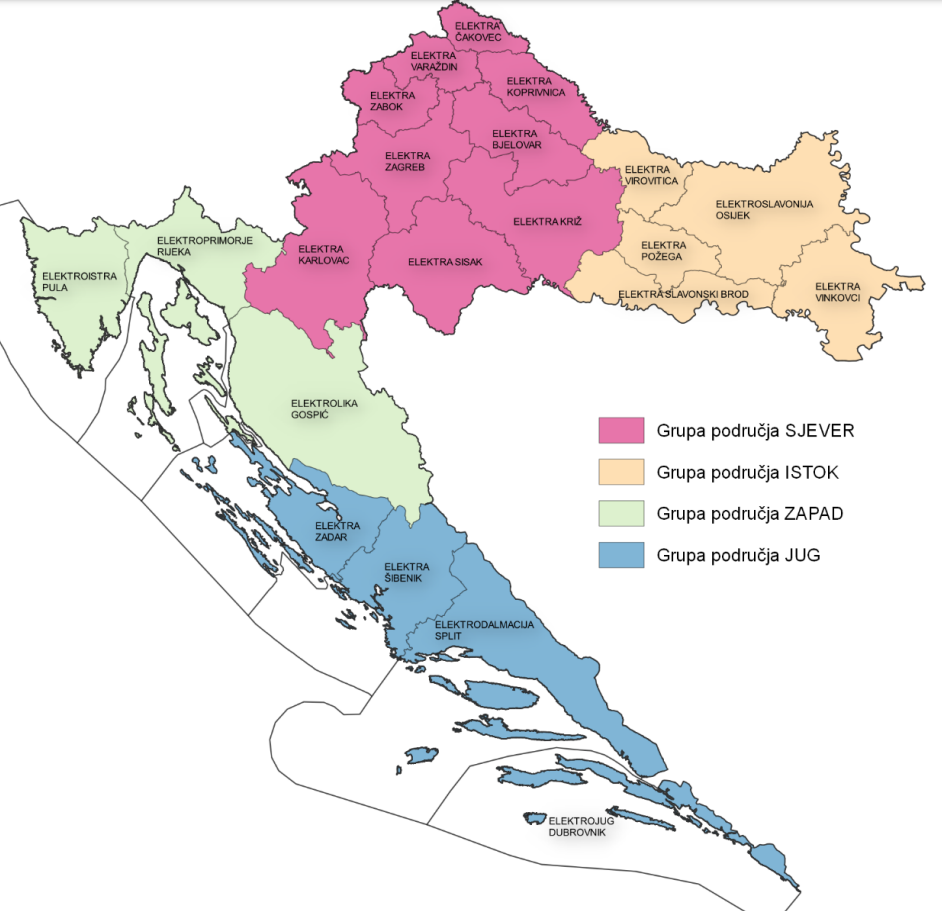 ELEKTRA
ČAKOVEC
ELEKTRA
VARAŽDIN
ELEKTRA
KOPRIVNICA
ELEKTRA
ZABOK
ELEKTRA
BJELOVAR
ELEKTRA
ZAGREB
ELEKTRA
VIROVITICA
ELEKTROSLAVONIJA
OSIJEK
ELEKTRA KRIŽ
ELEKTROPRIMORJE
RIJEKA
ELEKTRA
KARLOVAC
ELEKTRA SISAK
ELEKTRA
POŽEGA
ELEKTROISTRA
PULA
ELEKTRA SLAVONSKI BROD
ELEKTRA
VINKOVCI
ELEKTROLIKA
GOSPIĆ
Grupa područja SJEVER
Grupa područja ISTOK
Grupa područja ZAPAD
Grupa područja JUG
ELEKTRA
ZADAR
ELEKTRA
ŠIBENIK
ELEKTRODALMACIJA
SPLIT
ELEKTROJUG
DUBROVNIK